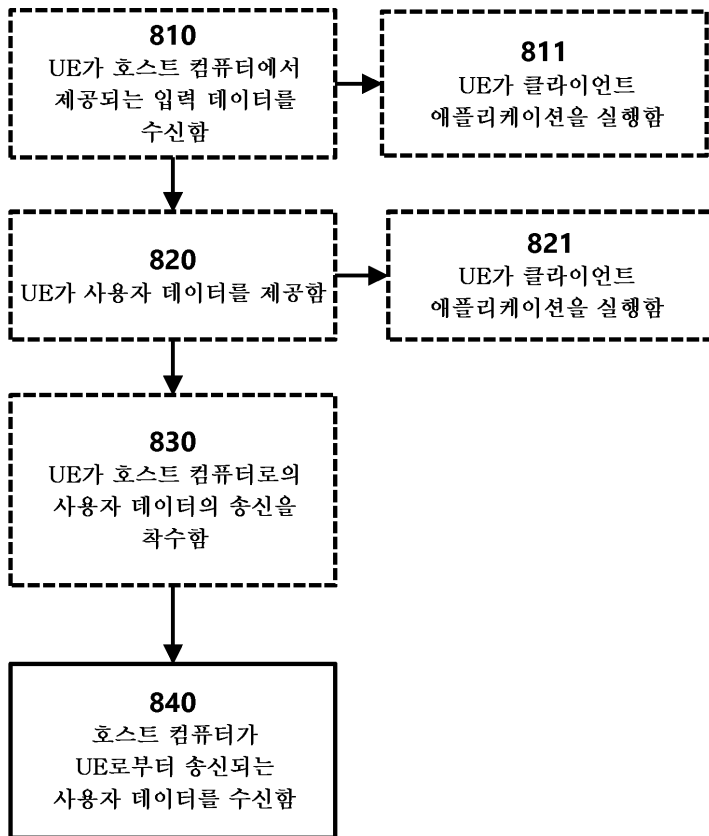 810
UE가 호스트 컴퓨터에서
제공되는 입력 데이터를
수신함
811
UE가 클라이언트
애플리케이션을 실행함
820
UE가 사용자 데이터를 제공함
821
UE가 클라이언트
애플리케이션을 실행함
830
UE가 호스트 컴퓨터로의
사용자 데이터의 송신을
착수함
840
호스트 컴퓨터가
UE로부터 송신되는
사용자 데이터를 수신함